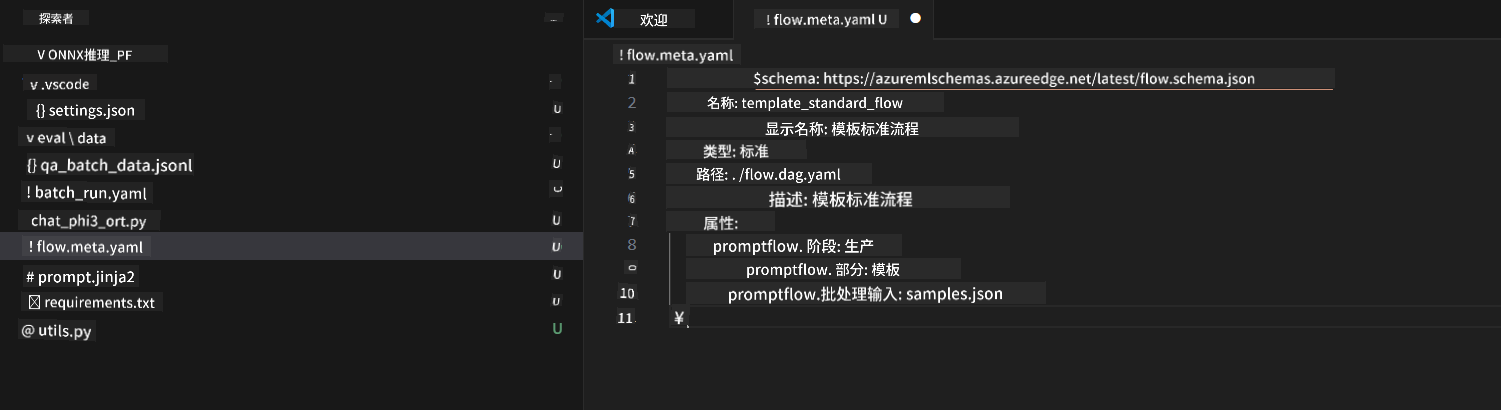 探索者
...
V ONNX推理_PF
v .vscode
{} settings.json U
v eval \ data
{} qa_batch_data.jsonl U
! batch_run.yaml
chat_phi3_ort.py U
! flow.meta.yaml U
# prompt.jinja2 U
requirements.txt U
@ utils.py U
欢迎
! flow.meta.yaml U
! flow.meta.yaml
1 $schema: https://azuremlschemas.azureedge.net/latest/flow.schema.json
2 名称: template_standard_flow
3 显示名称: 模板标准流程
类型: 标准
5 路径: . /flow.dag.yaml
6 描述: 模板标准流程
7 属性:
8 promptflow. 阶段: 生产
promptflow. 部分: 模板
10 promptflow.批处理输入: samples.json
11. ¥